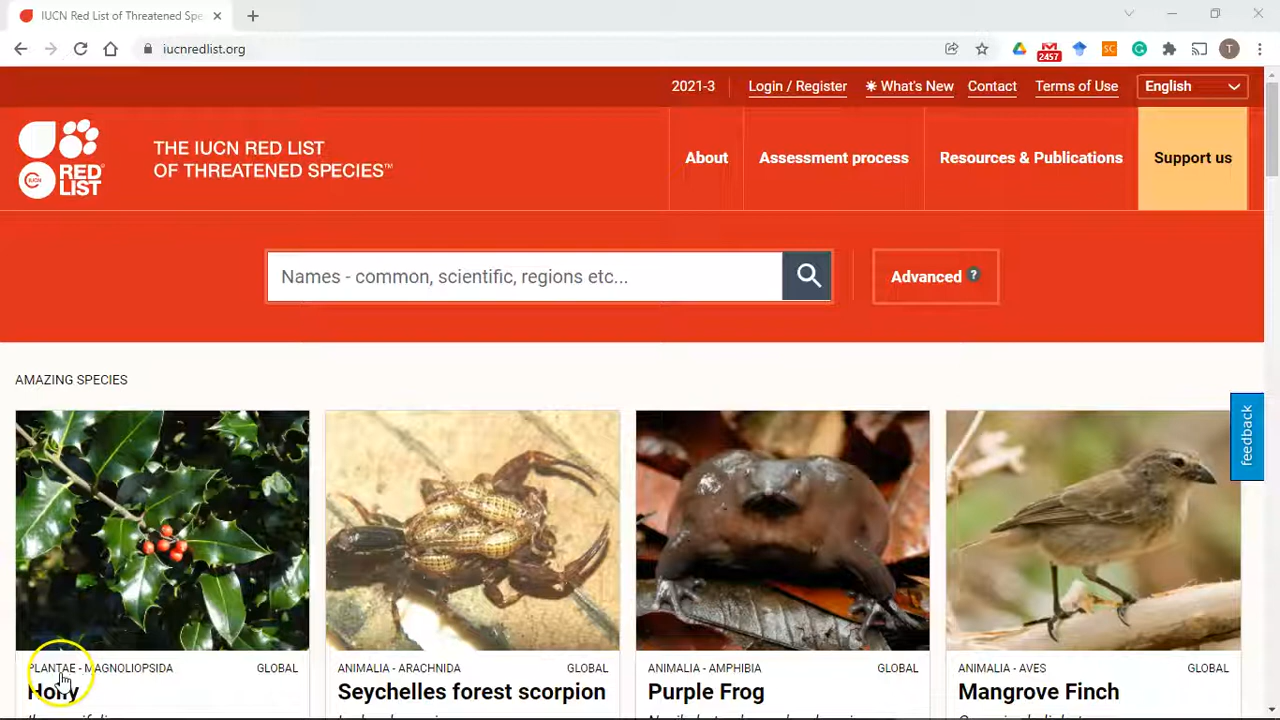 IUCN Red List of Threatened Spe
iucnredlist.org
2457
SC
T
2021-3
Login / Register
What's New
Contact
Terms of Use
English
IUCN
RED
LIST
THE IUCN RED LIST
OF THREATENED SPECIES™
About
Assessment process
Resources & Publications
Support us
Names - common, scientific, regions etc...
Advanced ?
feedback
AMAZING SPECIES
PLANTAE - MAGNOLIOPSIDA GLOBAL
Holly
ANIMALIA - ARACHNIDA GLOBAL
Seychelles forest scorpion
ANIMALIA - AMPHIBIA GLOBAL
Purple Frog
ANIMALIA - AVES GLOBAL
Mangrove Finch